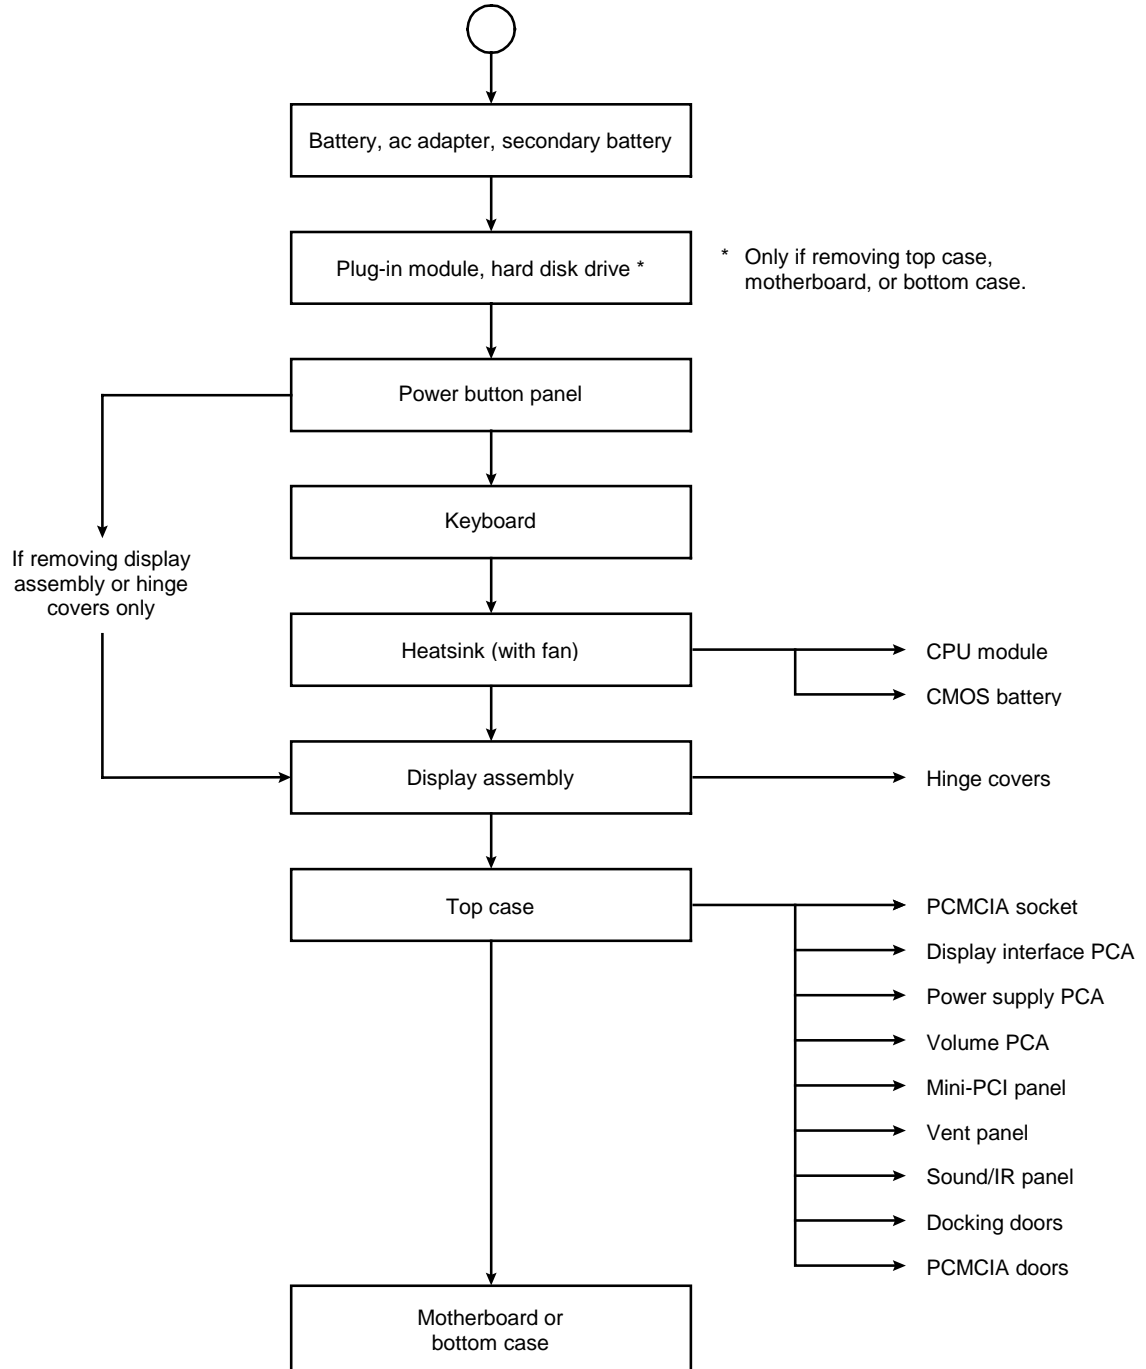 Battery, ac adapter, secondary battery
Plug-in module, hard disk drive *
* Only if removing top case,
motherboard, or bottom case.
Power button panel
Keyboard
If removing display
assembly or hinge
covers only
Heatsink (with fan)
CPU module
CMOS battery
Display assembly
Hinge covers
Top case
PCMCIA socket
Display interface PCA
Power supply PCA
Volume PCA
Mini-PCI panel
Vent panel
Sound/IR panel
Docking doors
PCMCIA doors
Motherboard or
bottom case